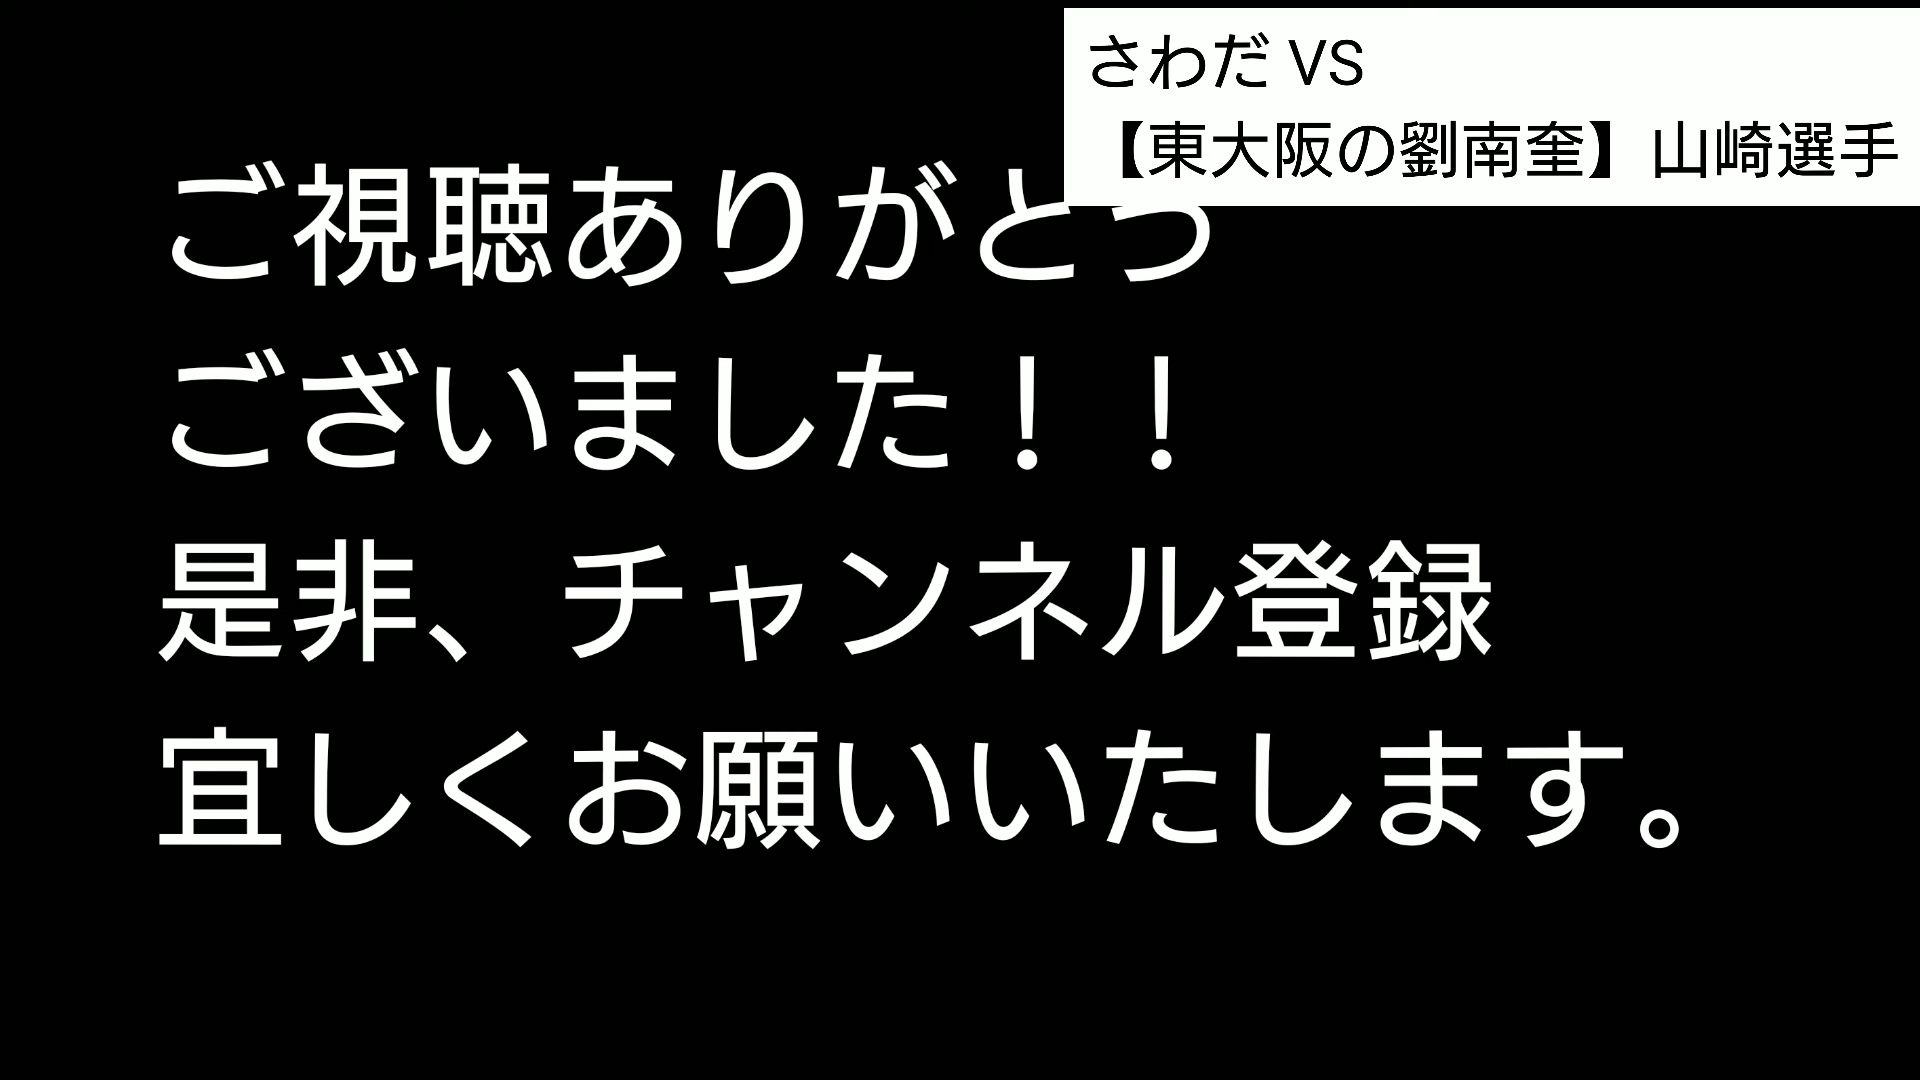 さわだ VS
【東大阪の劉南奎】山崎選手
ご視聴ありがとう
ございました！！
是非、チャンネル登録
宜しくお願いいたします。